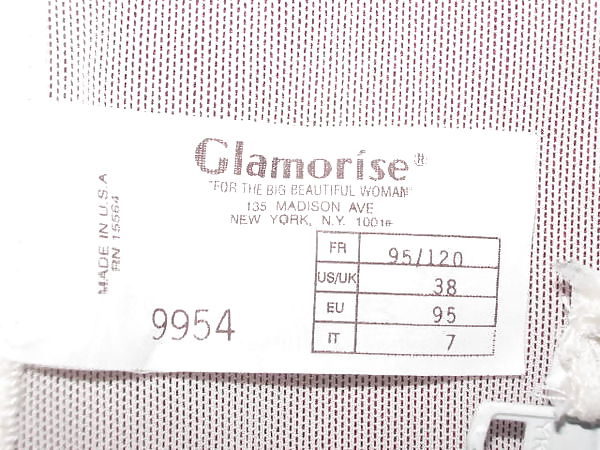 Glamorise®
"FOR THE BIG BEAUTIFUL WOMAN"
135 MADISON AVE
NEW YORK, N.Y. 10016
MADE IN U.S.A
RN 15564
FR 95/120
US/UK 38
EU 95
IT 7
9954